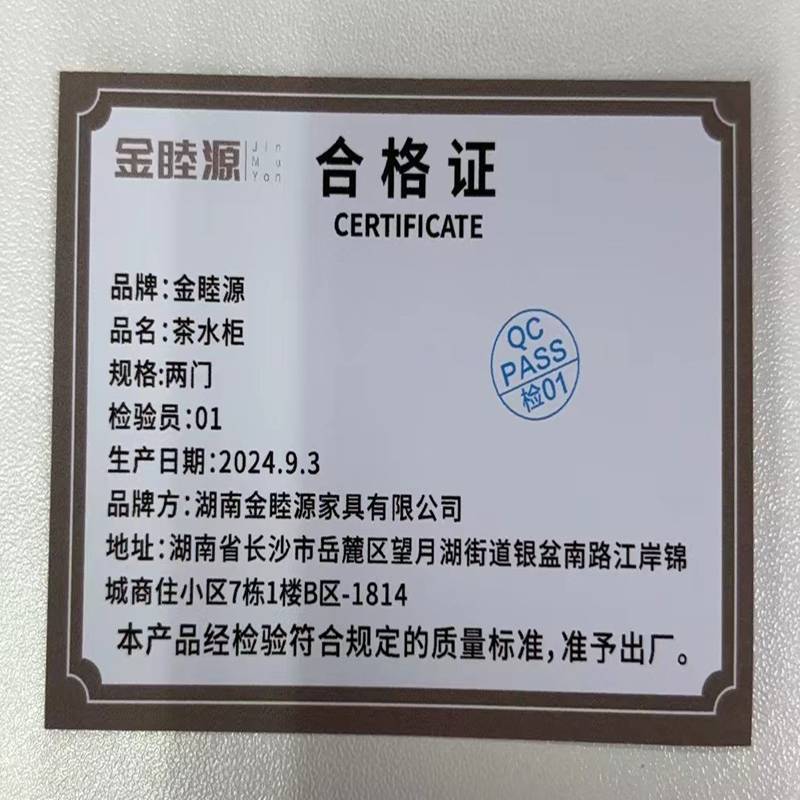 金睦源
Jin
Mu
Yan
合格证
CERTIFICATE
品牌:金睦源
品名:茶水柜
规格:两门
检验员:01
生产日期:2024.9.3
品牌方:湖南金睦源家具有限公司
地址:湖南省长沙市岳麓区望月湖街道银盆南路江岸锦
城商住小区7栋1楼B区-1814
本产品经检验符合规定的质量标准,准予出厂。
QC
PASS
检01